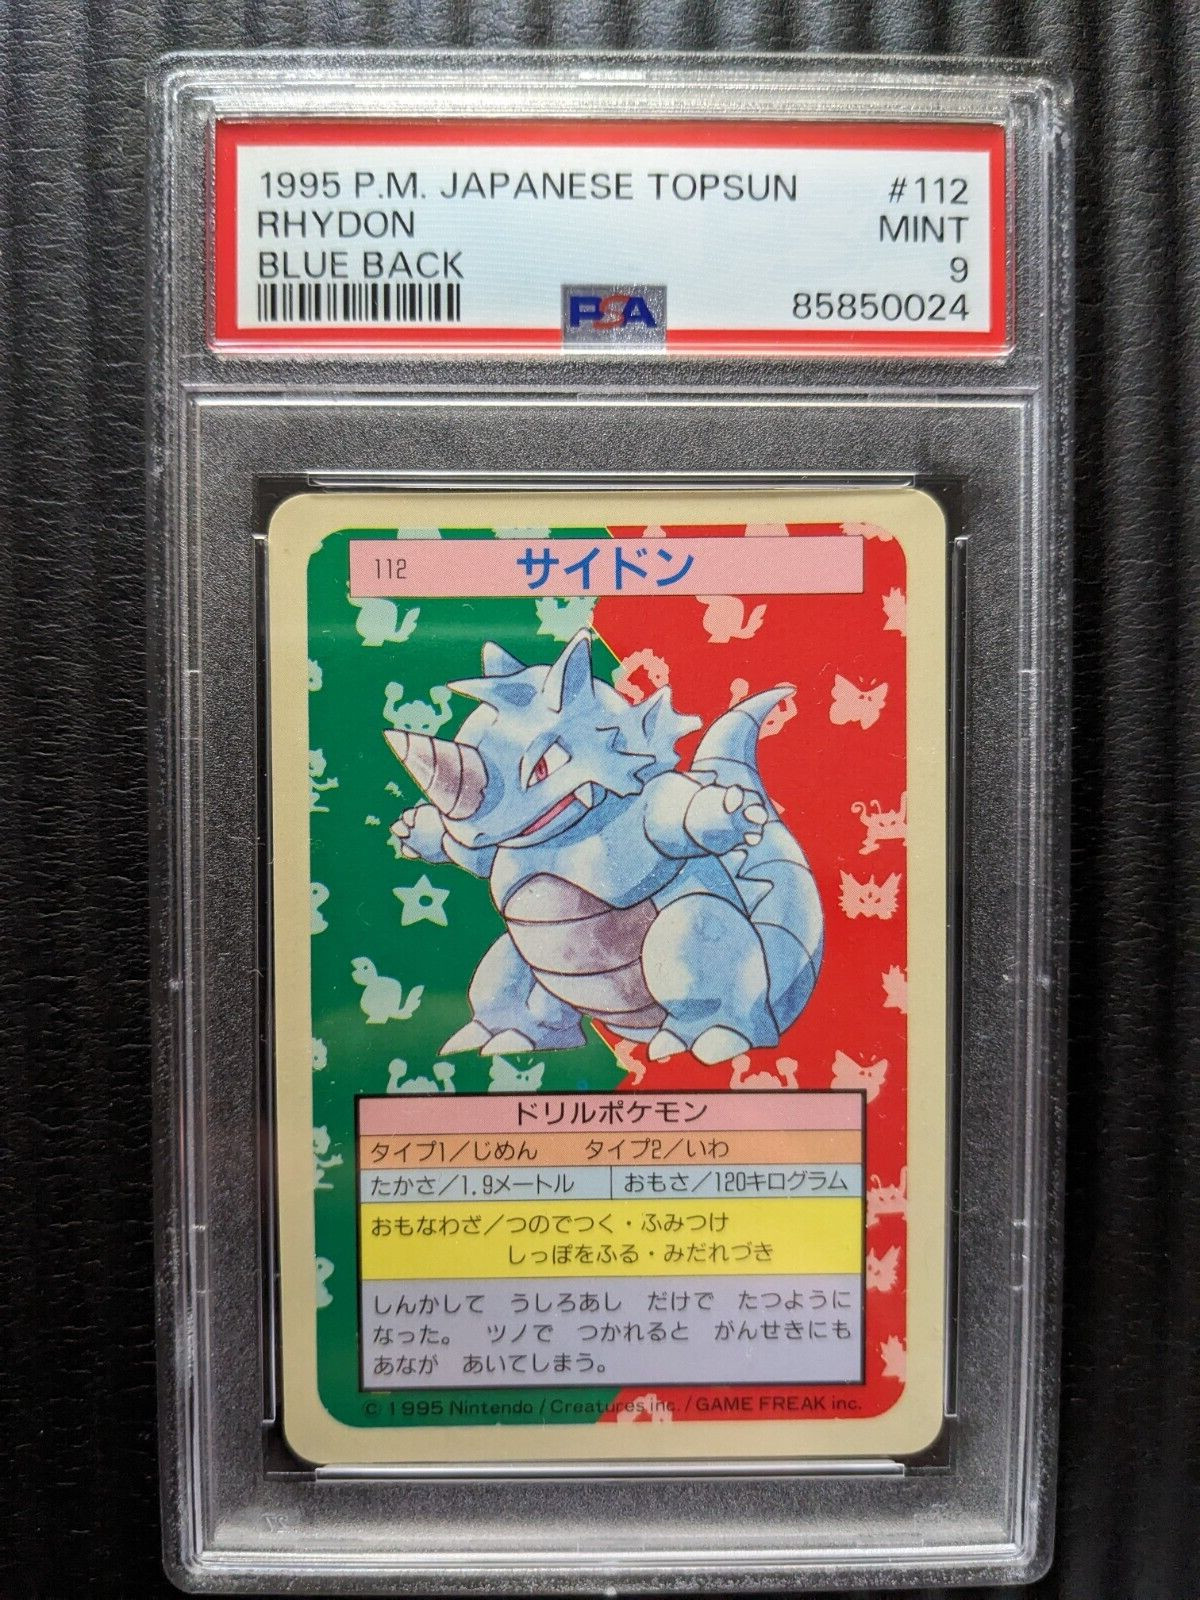 1995 P.M. JAPANESE TOPSUN #112
RHYDON MINT
BLUE BACK 9
PSA 85850024
112 サイドン
ドリルポケモン
タイプ1/じめん タイプ2/いわ
たかさ/1.9メートル おもさ/120キログラム
おもなわざ/つのでつく・ふみつけ
しっぽをふる・みだれづき
しんかして うしろあし だけで たつように
なった。 ツノで つかれると がんせきにも
あなが あいてしまう。
© 1995 Nintendo / Creatures inc. / GAME FREAK inc.